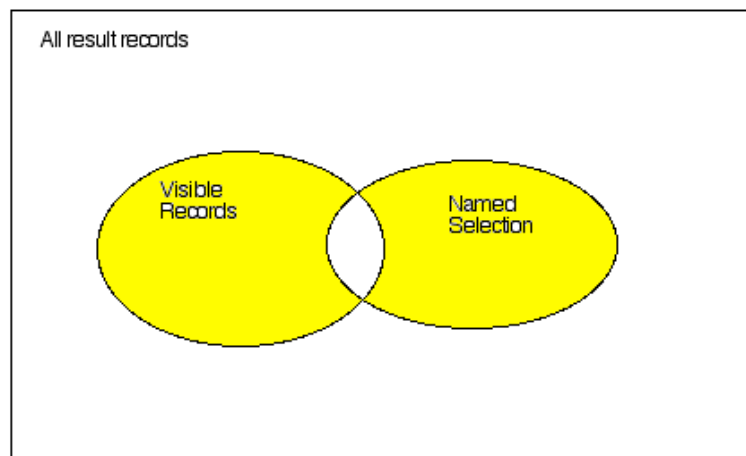 All result records
Visible
Records
Named
Selection